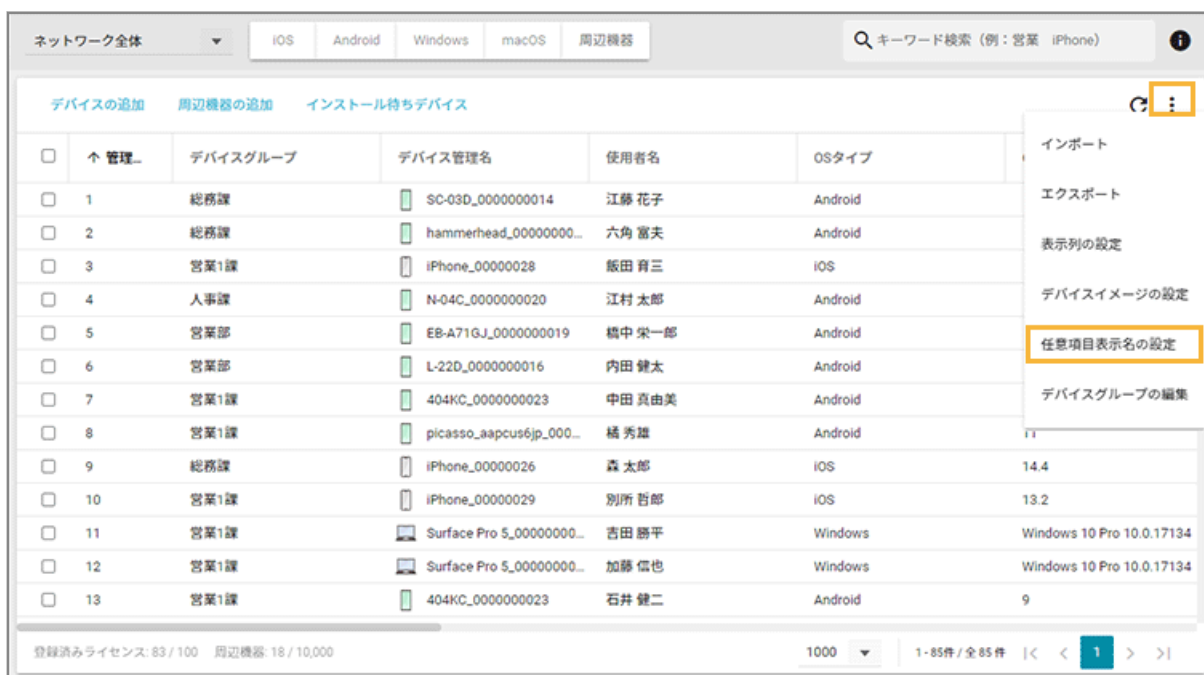 ネットワーク全体 iOS Android Windows macOS 周辺機器 キーワード検索（例：営業 iPhone）
デバイスの追加 周辺機器の追加 インストール待ちデバイス
管理... デバイスグループ デバイス管理名 使用者名 OSタイプ
1 総務課 SC-03D_0000000014 江藤 花子 Android
2 総務課 hammerhead_00000000... 六角 富夫 Android
3 営業1課 iPhone_00000028 飯田 育三 iOS
4 人事課 N-04C_0000000020 江村 太郎 Android
5 営業部 EB-A71GJ_0000000019 橋中 栄一郎 Android
6 営業部 L-22D_0000000016 内田 健太 Android
7 営業1課 404KC_0000000023 中田 真由美 Android
8 営業1課 picasso_aapcus6jp_000... 橘 秀雄 Android 11
9 総務課 iPhone_00000026 森 太郎 iOS 14.4
10 営業1課 iPhone_00000029 別所 哲郎 iOS 13.2
11 営業1課 Surface Pro 5_00000000... 吉田 勝平 Windows Windows 10 Pro 10.0.17134
12 営業1課 Surface Pro 5_00000000... 加藤 信也 Windows Windows 10 Pro 10.0.17134
13 営業1課 404KC_0000000023 石井 健二 Android 9
インポート
エクスポート
表示列の設定
デバイスイメージの設定
任意項目表示名の設定
デバイスグループの編集
登録済みライセンス: 83 / 100 周辺機器: 18 / 10,000 1000 1 - 85件 / 全 85 件 1